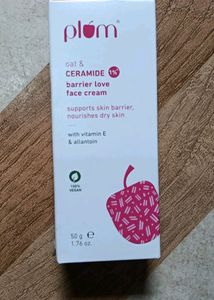 plúm
oat &
CERAMIDE 1%
barrier love
face cream
supports skin barrier,
nourishes dry skin
with vitamin E
& allantoin
100%
VEGAN
50 g e
1.76 oz.